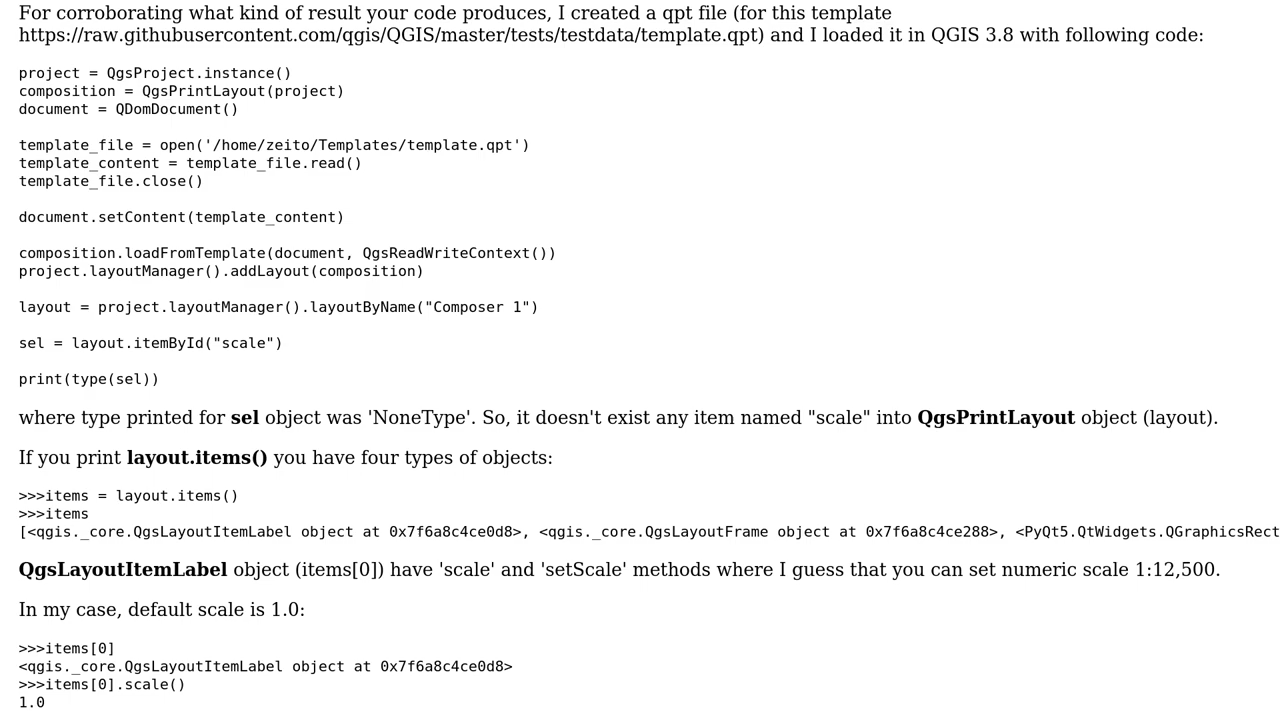 For corroborating what kind of result your code produces, I created a qpt file (for this template
https://raw.githubusercontent.com/qgis/QGIS/master/tests/testdata/template.qpt) and I loaded it in QGIS 3.8 with following code:
project = QgsProject.instance()
composition = QgsPrintLayout(project)
document = QDomDocument()
template_file = open('/home/zeito/Templates/template.qpt')
template_content = template_file.read()
template_file.close()
document.setContent(template_content)
composition.loadFromTemplate(document, QgsReadWriteContext())
project.layoutManager().addLayout(composition)
layout = project.layoutManager().layoutByName("Composer 1")
sel = layout.itemById("scale")
print(type(sel))
where type printed for sel object was 'NoneType'. So, it doesn't exist any item named "scale" into QgsPrintLayout object (layout).
If you print layout.items() you have four types of objects:
>>>items = layout.items()
>>>items
[<qgis._core.QgsLayoutItemLabel object at 0x7f6a8c4ce0d8>, <qgis._core.QgsLayoutFrame object at 0x7f6a8c4ce288>, <PyQt5.QtWidgets.QGraphicsRect
QgsLayoutItemLabel object (items[0]) have 'scale' and 'setScale' methods where I guess that you can set numeric scale 1:12,500.
In my case, default scale is 1.0:
>>>items[0]
<qgis._core.QgsLayoutItemLabel object at 0x7f6a8c4ce0d8>
>>>items[0].scale()
1.0